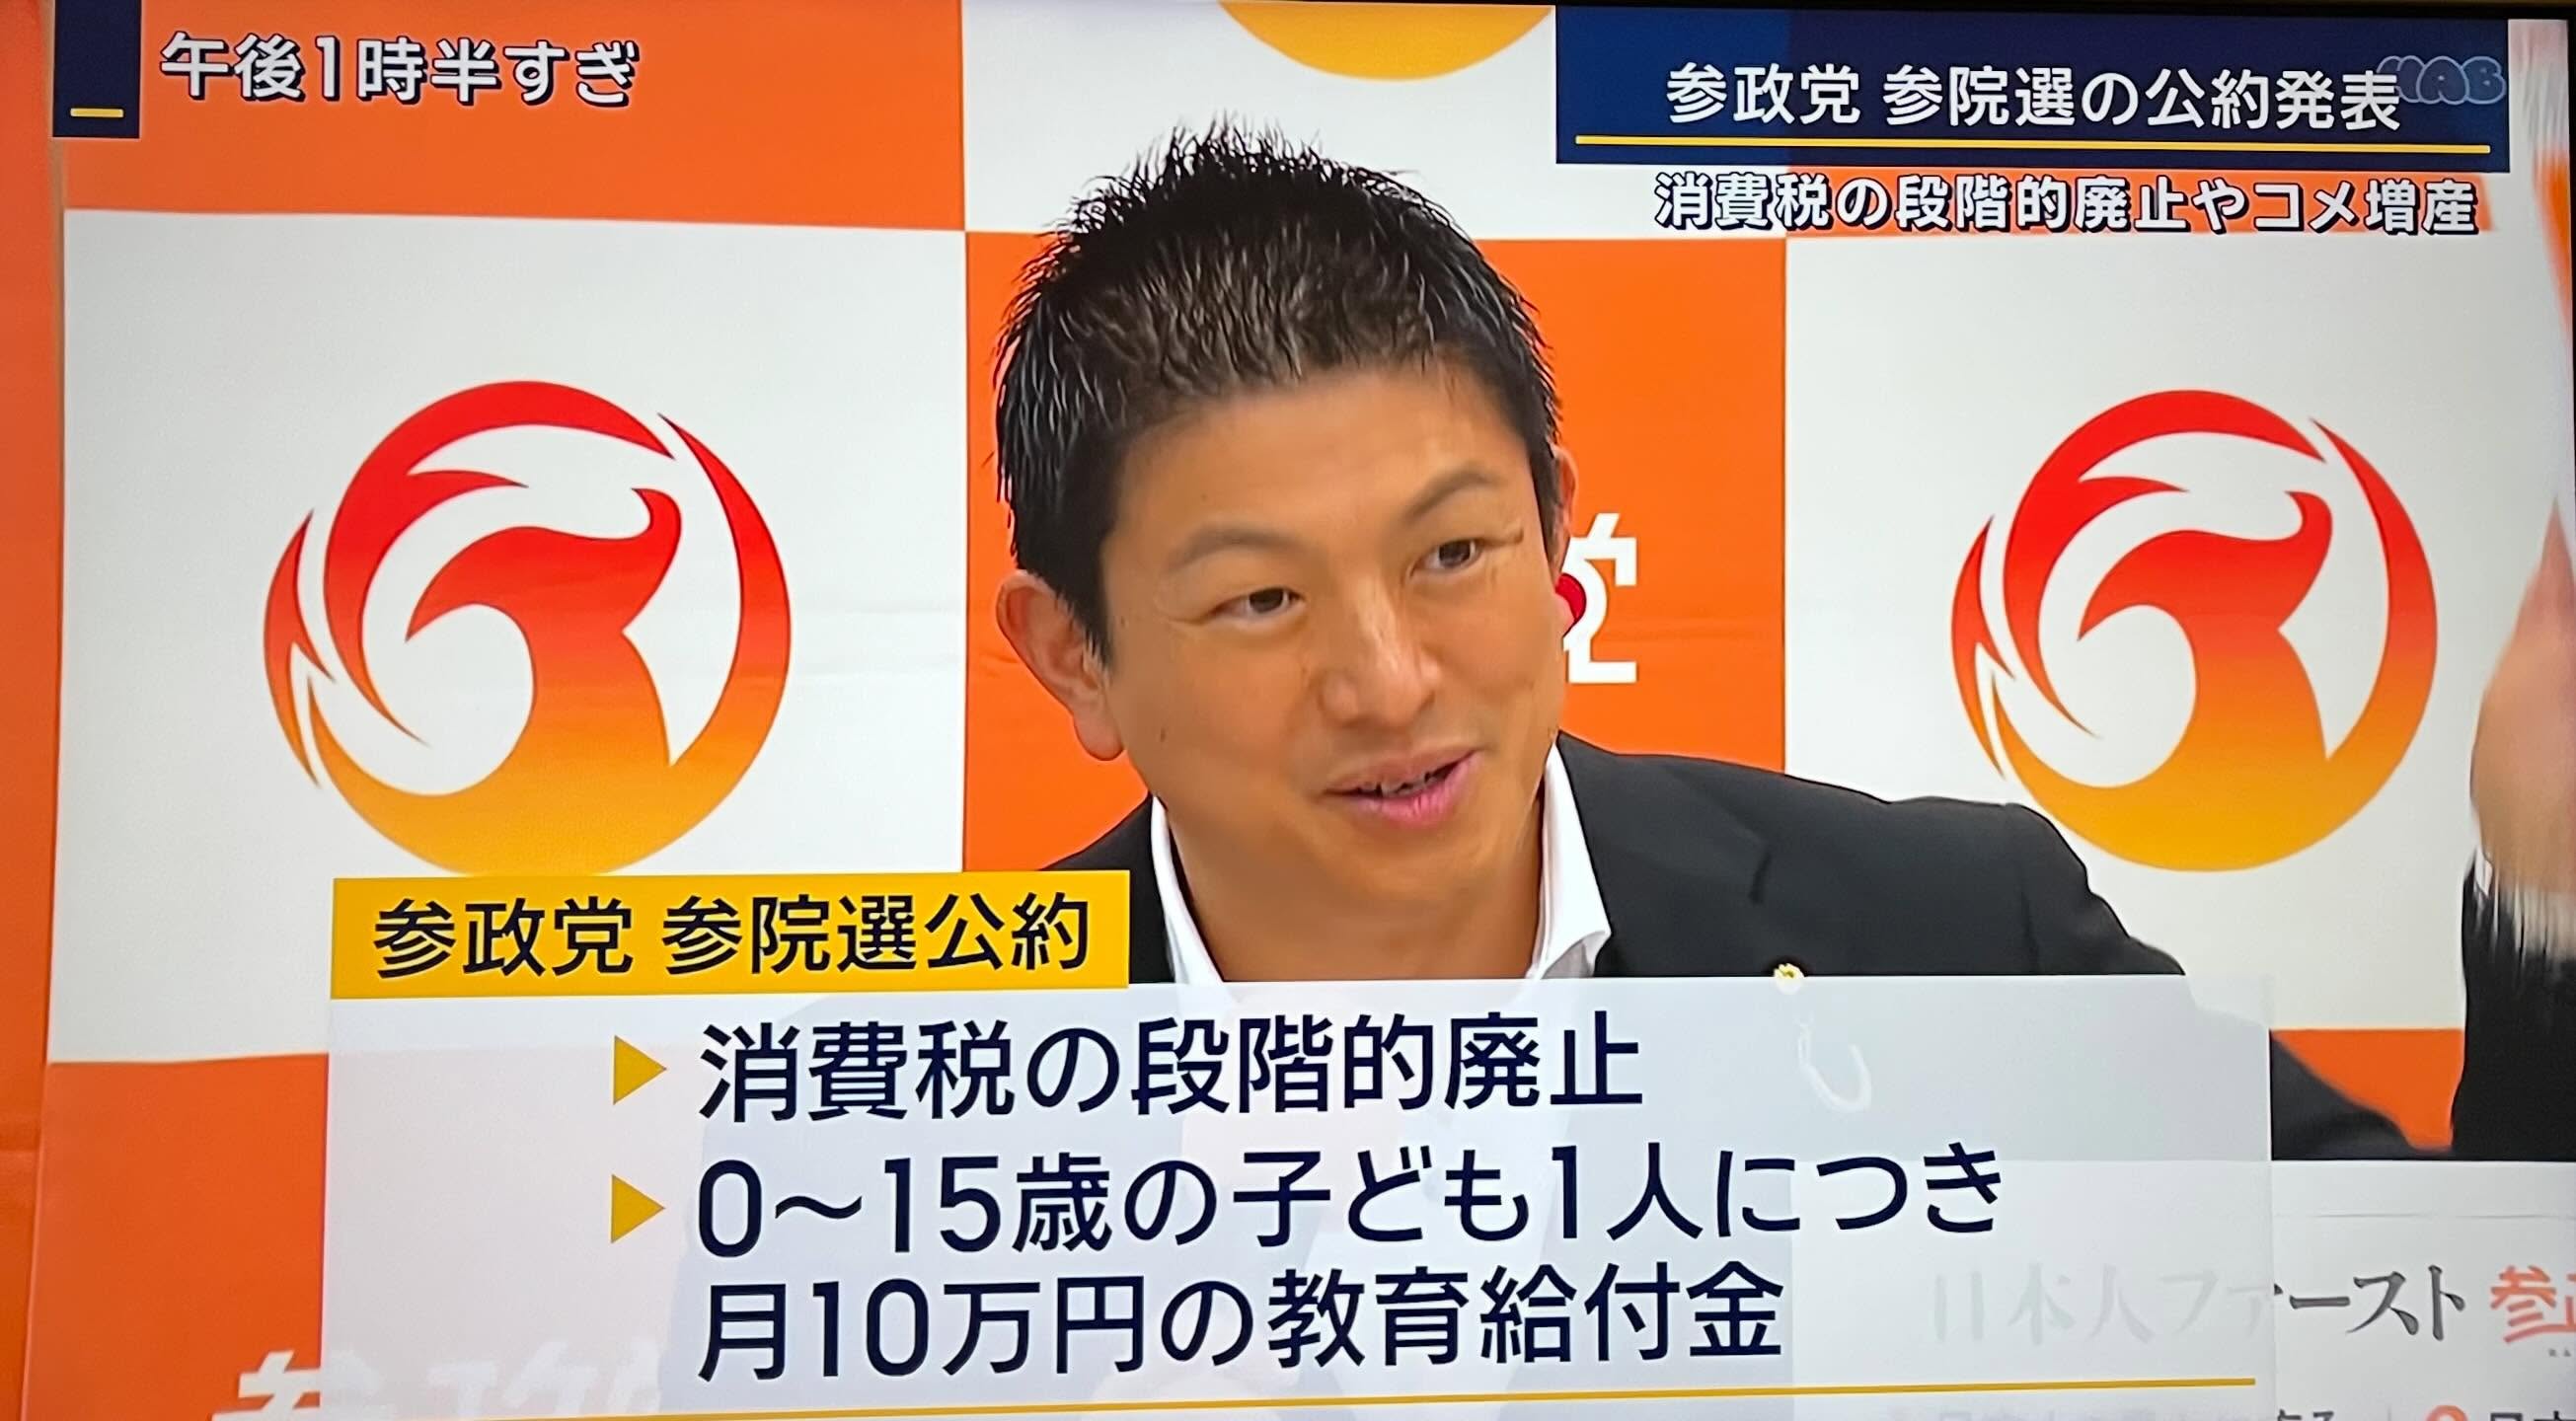 午後1時半すぎ
参政党 参院選の公約発表
HAB
消費税の段階的廃止やコメ増産
党
参政党 参院選公約
消費税の段階的廃止
0〜15歳の子ども1人につき
月10万円の教育給付金
日本人ファースト